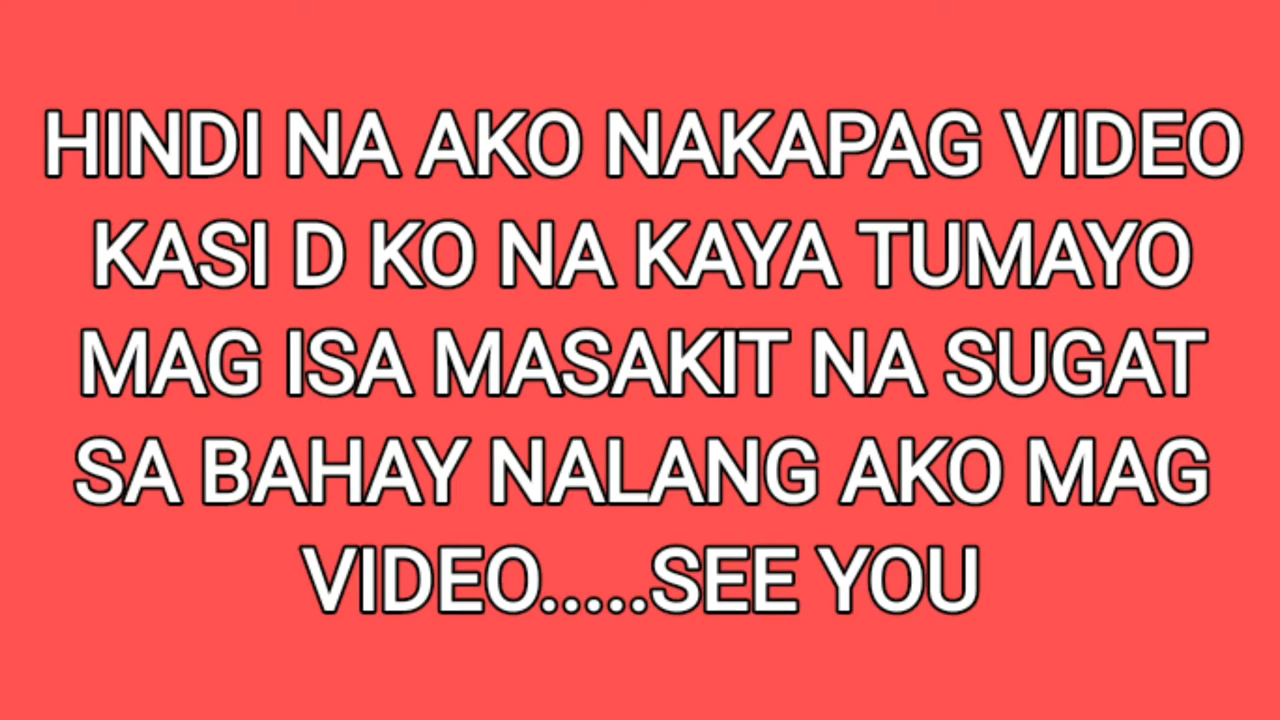 HINDI NA AKO NAKAPAG VIDEO
KASI D KO NA KAYA TUMAYO
MAG ISA MASAKIT NA SUGAT
SA BAHAY NALANG AKO MAG
VIDEO.....SEE YOU